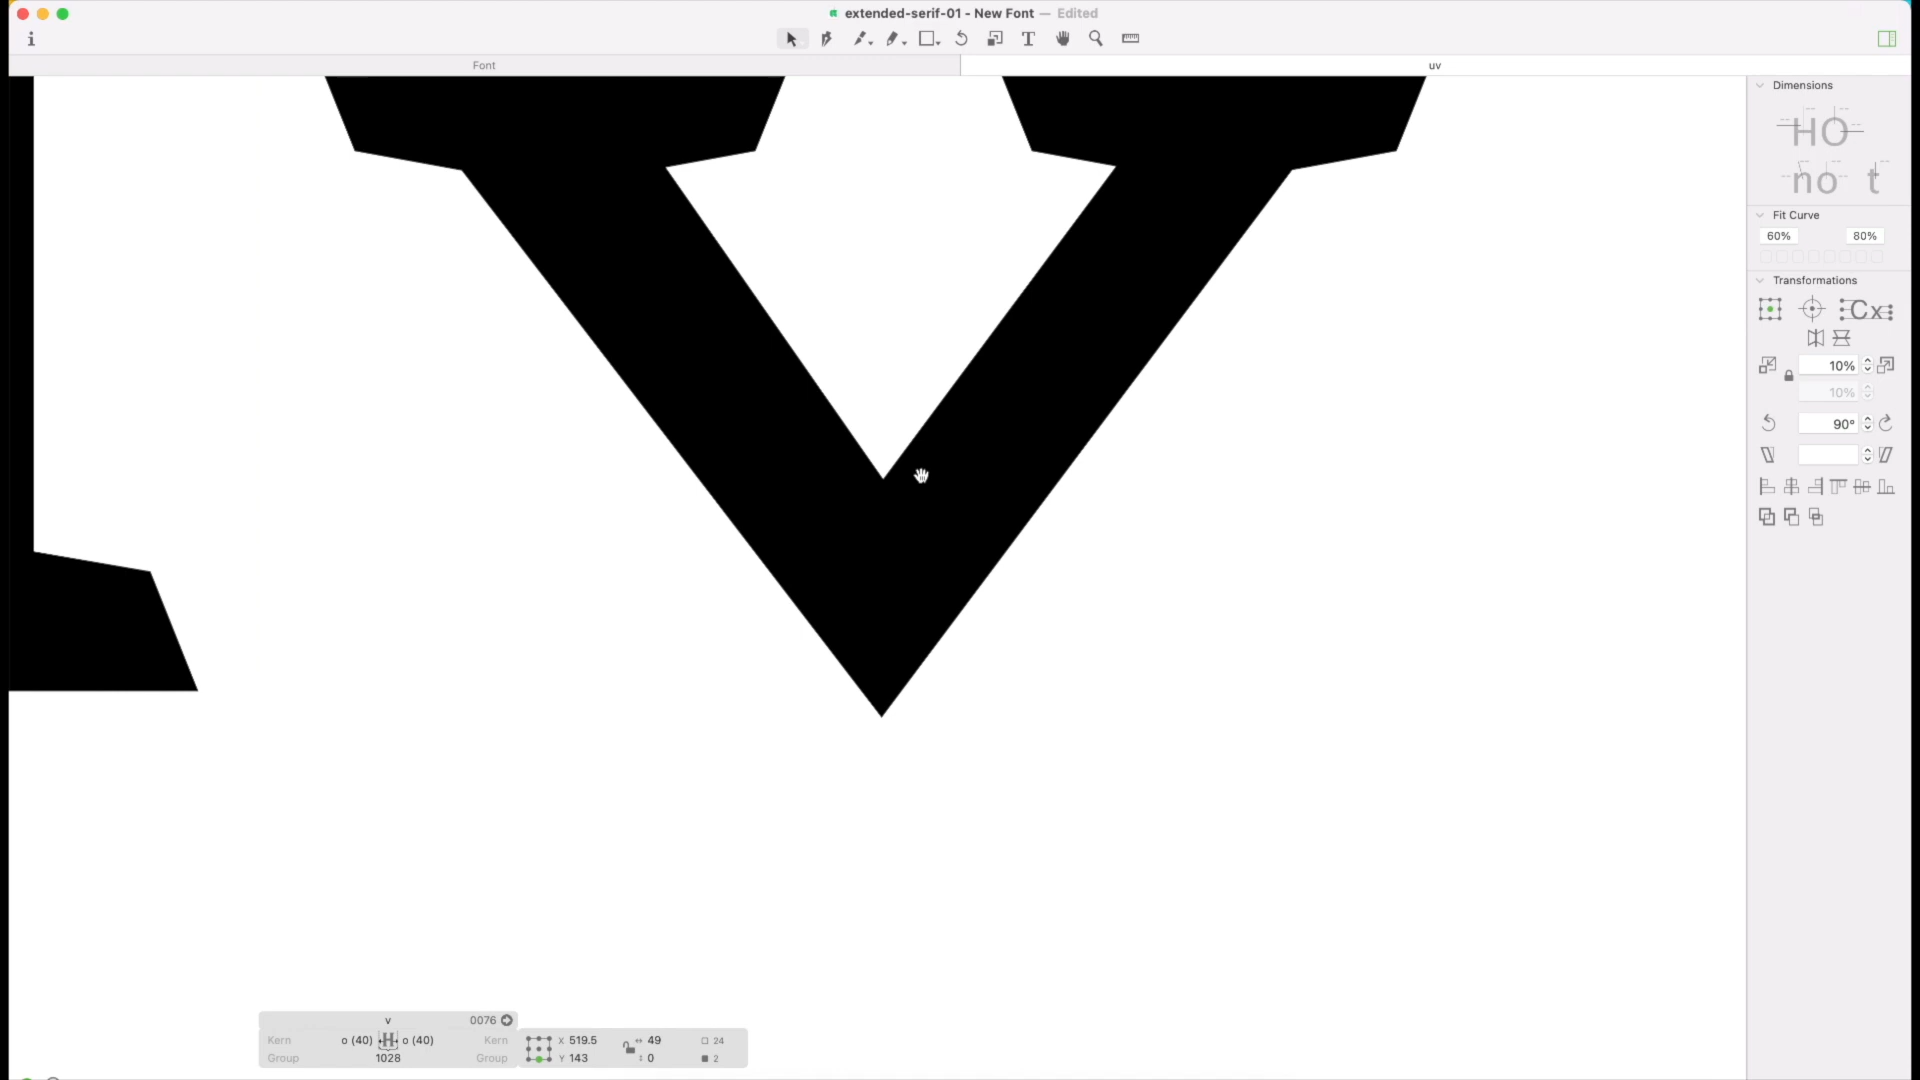 extended-serif-01 - New Font — Edited
Font
uv
Dimensions
HO
no t
Fit Curve
60% 80%
Transformations
Cx
10%
10%
90°
v 0076
Kern o (40) H o (40) Kern
Group 1028 Group
X 519.5 ↔ 49 24
Y 143 ↕ 0 2